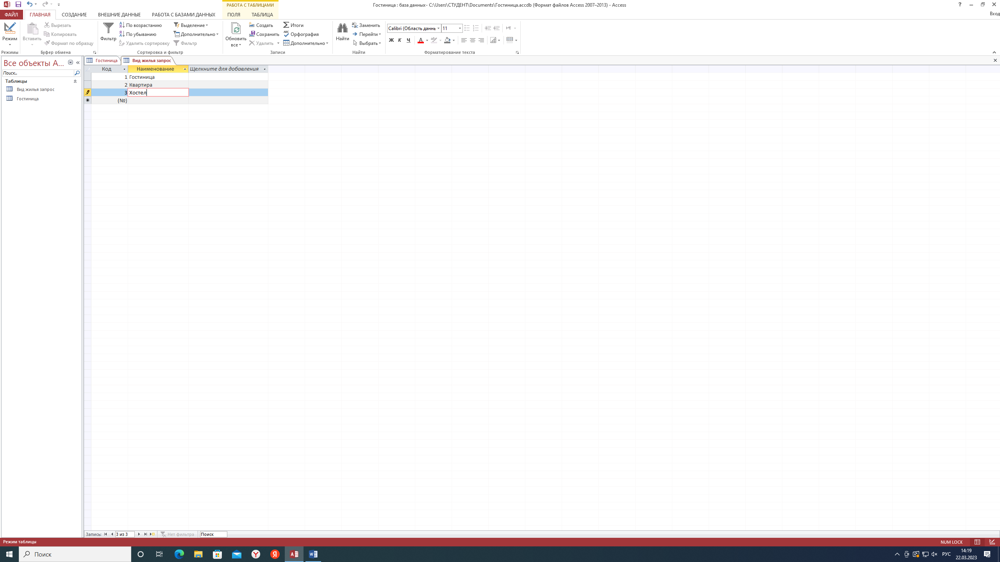 РАБОТА С ТАБЛИЦАМИ
Гостиница : база данных- C:\Users\СТУДЕНТ\Documents\Гостиница.accdb (Формат файлов Access 2007–2013) - Access
ФАЙЛ ГЛАВНАЯ СОЗДАНИЕ ВНЕШНИЕ ДАННЫЕ РАБОТА С БАЗАМИ ДАННЫХ ПОЛЯ ТАБЛИЦА Вход
Режим
Режимы
Вставить
Вырезать
Копировать
Формат по образцу
Буфер обмена
Фильтр
По возрастанию
По убыванию
Удалить сортировку
Выделение
Дополнительно
Фильтр
Сортировка и фильтр
Обновить
все
Создать
Сохранить
Удалить
Итоги
Орфография
Дополнительно
Записи
Найти
Заменить
Перейти
Выбрать
Найти
Calibri (Область даннь 11
Ж К Ч
Форматирование текста
Все объекты A...
Поиск...
Таблицы
Вид жилья запрос
Гостиница
Гостиница Вид жилья запрос
Код Наименование Щелкните для добавления
1 Гостиница
2 Квартира
3 Хостел
(№)
Запись: 3 из 3 Нет фильтра Поиск
Режим таблицы NUM LOCK
Поиск
РУС
14:19
22.03.2023